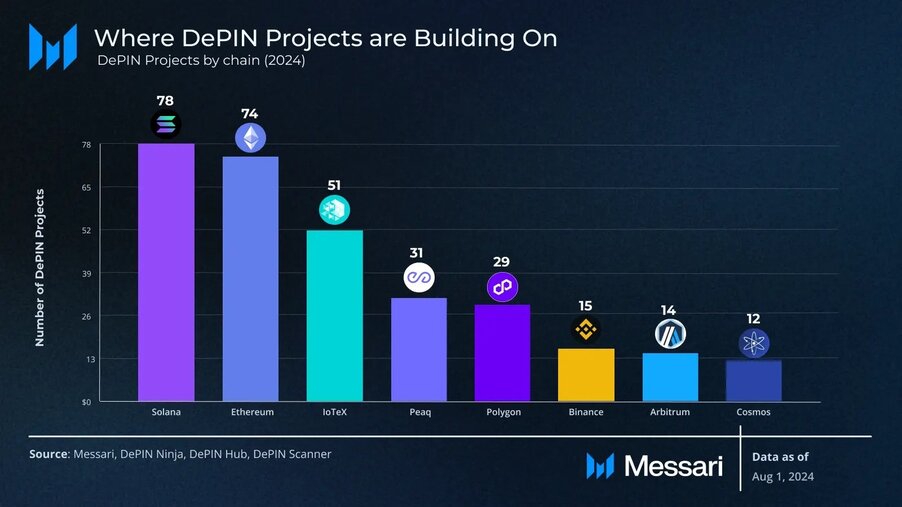 Where DePIN Projects are Building On
DePIN Projects by chain (2024)
78
74
51
31
29
15
14
12
Number of DePIN Projects
78
65
52
39
26
13
$0
Solana
Ethereum
IoTeX
Peaq
Polygon
Binance
Arbitrum
Cosmos
Source: Messari, DePIN Ninja, DePIN Hub, DePIN Scanner
Messari
Data as of
Aug 1, 2024